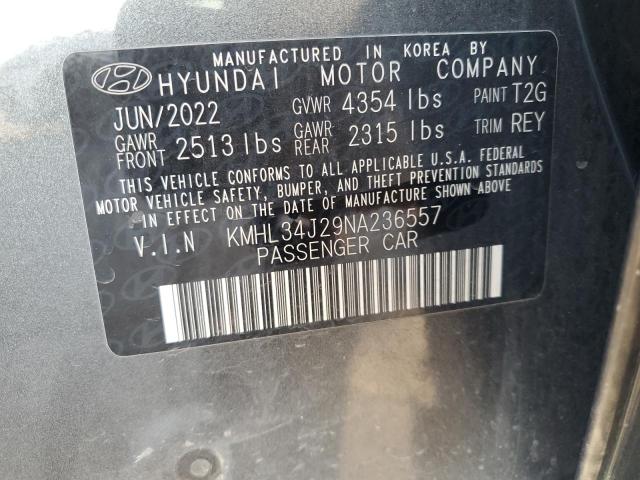 MANUFACTURED IN KOREA BY
HYUNDAI MOTOR COMPANY
JUN/2022 GVWR 4354 lbs PAINT T2G
GAWR FRONT 2513 lbs GAWR REAR 2315 lbs TRIM REY
THIS VEHICLE CONFORMS TO ALL APPLICABLE U.S.A. FEDERAL
MOTOR VEHICLE SAFETY, BUMPER, AND THEFT PREVENTION STANDARDS
IN EFFECT ON THE DATE OF MANUFACTURE SHOWN ABOVE
V.I.N KMHL34J29NA236557
PASSENGER CAR